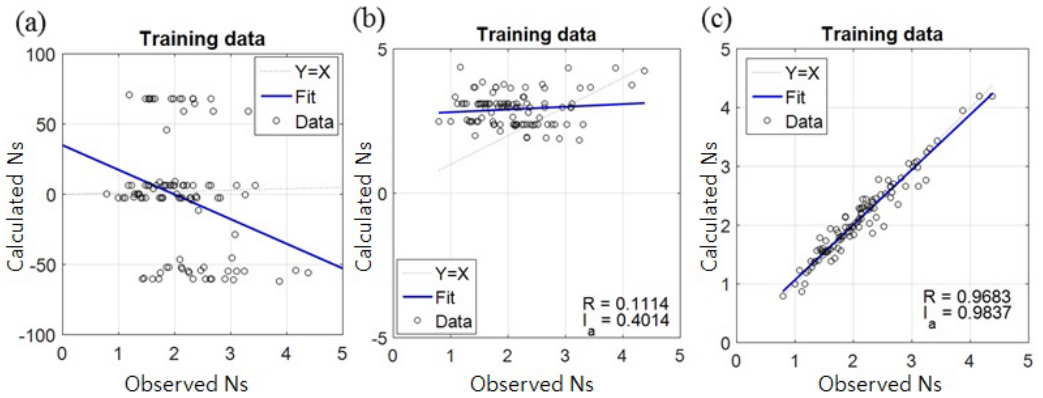 (a)
Training data
100
50
0
-50
-100
0
1
2
3
4
5
Calculated Ns
Observed Ns
Y=X
Fit
Data
(b)
Training data
5
0
-5
0
1
2
3
4
5
Calculated Ns
Observed Ns
Y=X
Fit
Data
R = 0.1114
I a = 0.4014
(c)
Training data
5
4
3
2
1
0
0
1
2
3
4
5
Calculated Ns
Observed Ns
Y=X
Fit
Data
R = 0.9683
I a = 0.9837